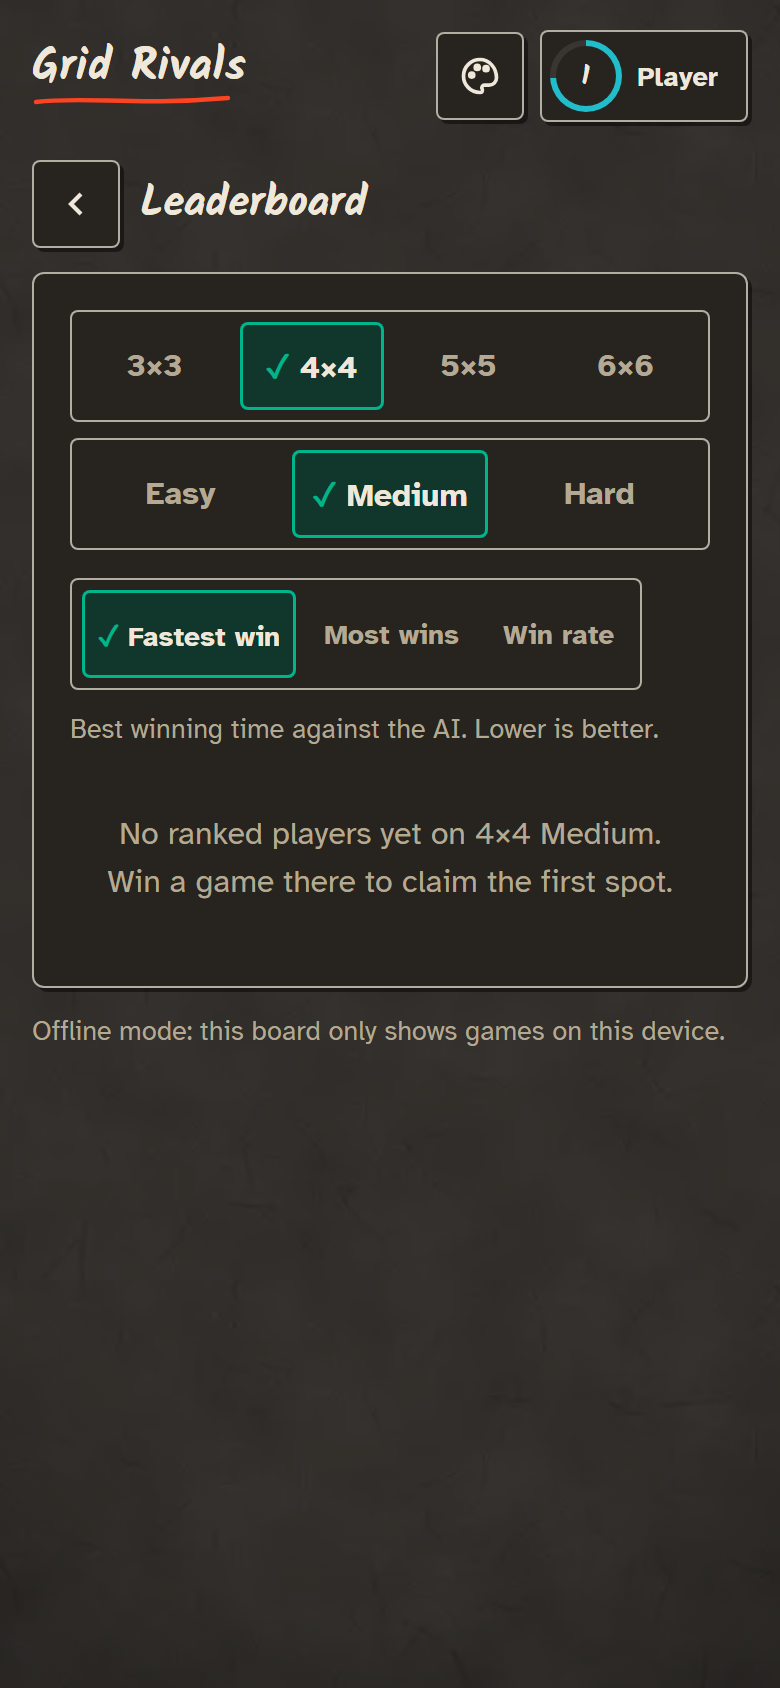 Grid Rivals
1 Player
Leaderboard
3×3 ✓ 4×4 5×5 6×6
Easy ✓ Medium Hard
✓ Fastest win Most wins Win rate
Best winning time against the AI. Lower is better.
No ranked players yet on 4×4 Medium.
Win a game there to claim the first spot.
Offline mode: this board only shows games on this device.